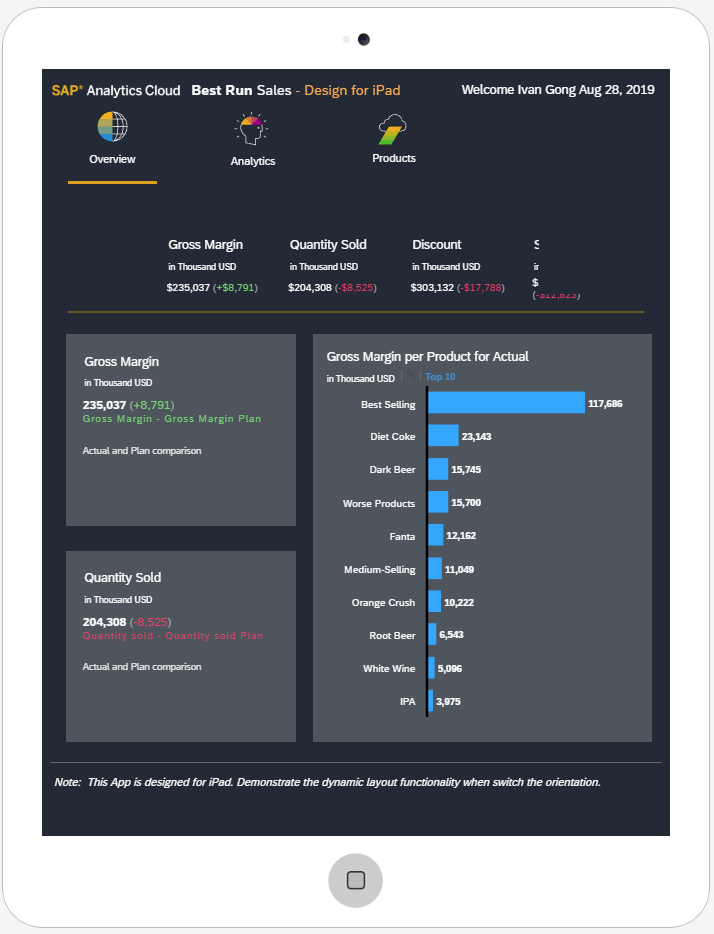 SAP® Analytics Cloud Best Run Sales - Design for iPad Welcome Ivan Gong Aug 28, 2019
Overview
Analytics
Products
Gross Margin Quantity Sold Discount
in Thousand USD in Thousand USD in Thousand USD
$235,037 (+$8,791) $204,308 (-$8,525) $303,132 (-$17,788) $
Gross Margin
in Thousand USD
235,037 (+8,791)
Gross Margin - Gross Margin Plan
Actual and Plan comparison
Quantity Sold
in Thousand USD
204,308 (-8,525)
Quantity sold - Quantity sold Plan
Actual and Plan comparison
Gross Margin per Product for Actual
in Thousand USD Top 10
Best Selling 117,686
Diet Coke 23,143
Dark Beer 15,745
Worse Products 15,700
Fanta 12,162
Medium-Selling 11,049
Orange Crush 10,222
Root Beer 6,543
White Wine 5,096
IPA 3,975
Note: This App is designed for iPad. Demonstrate the dynamic layout functionality when switch the orientation.